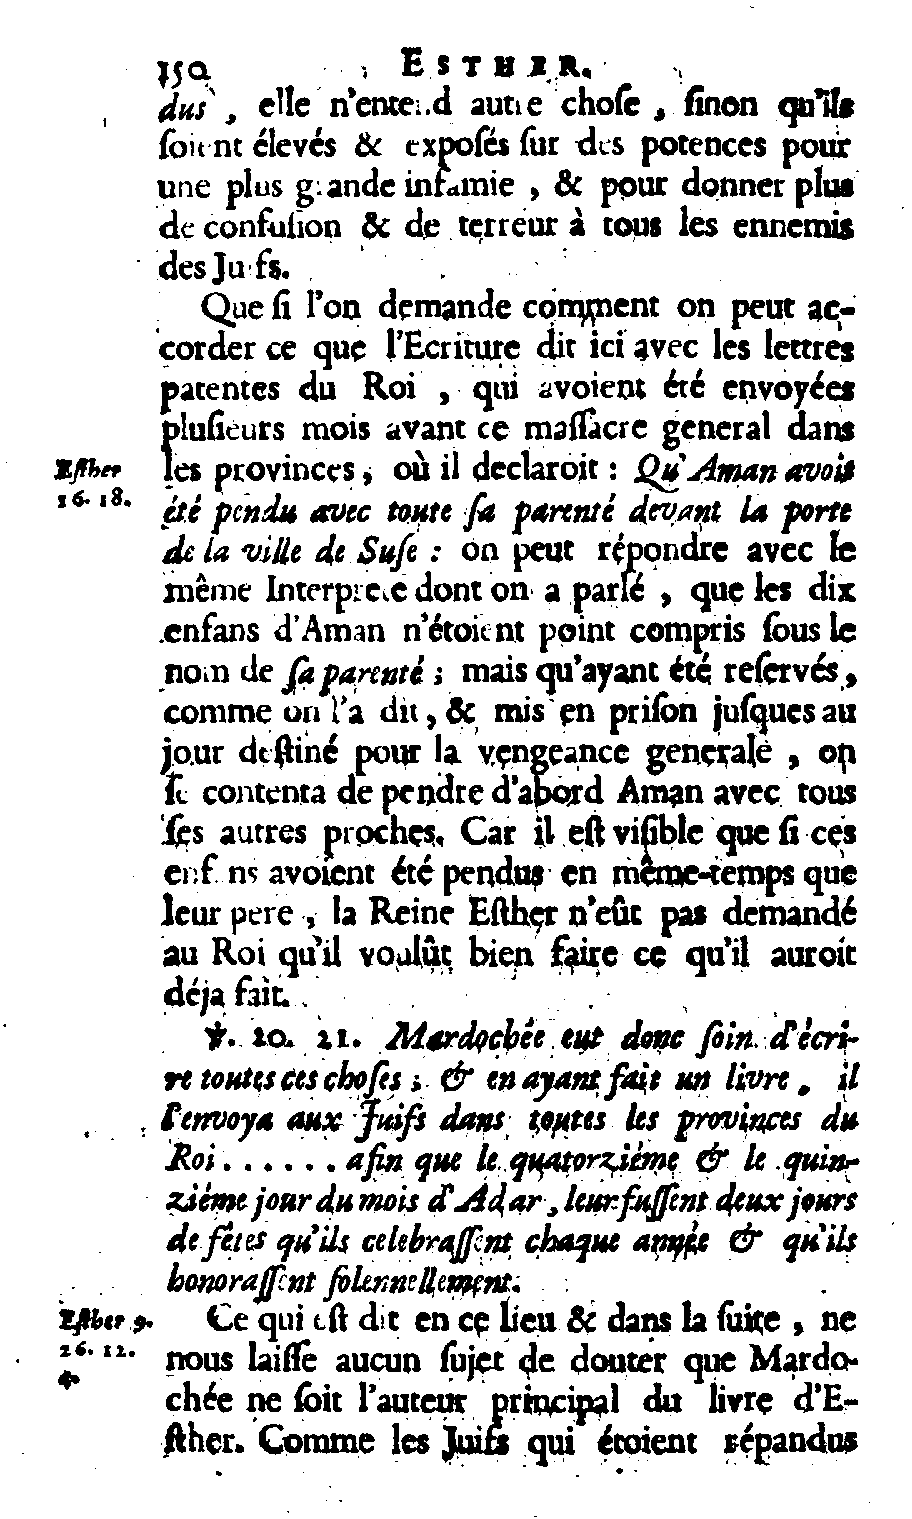 150 ESTHER.
dus, elle n'entend autre chose, sinon qu'ils
soient élevés & exposés sur des potences pour
une plus grande infamie, & pour donner plus
de confusion & de terreur à tous les ennemis
des Juifs.
Que si l'on demande comment on peut ac-
corder ce que l'Ecriture dit ici avec les lettres
patentes du Roi, qui avoient été envoyées
plusieurs mois avant ce massacre general dans
Esther
16. 18.
les provinces, où il declaroit : Qu'Aman avoit
été pendu avec toute sa parenté devant la porte
de la ville de Suse : on peut répondre avec le
même Interprete dont on a parlé, que les dix
enfans d'Aman n'étoient point compris sous le
nom de sa parenté ; mais qu'ayant été reservés,
comme on l'a dit, & mis en prison jusques au
jour destiné pour la vengeance generale, on
se contenta de pendre d'abord Aman avec tous
ses autres proches. Car il est visible que si ces
enfans avoient été pendus en même-temps que
leur pere, la Reine Esther n'eût pas demandé
au Roi qu'il voulût bien faire ce qu'il auroit
déja fait.
℣. 20. 21. Mardochée eut donc soin d'écri-
re toutes ces choses ; & en ayant fait un livre, il
l'envoya aux Juifs dans toutes les provinces du
Roi...... afin que le quatorziéme & le quin-
ziéme jour du mois d'Adar, leur fussent deux jours
de fêtes qu'ils celebrassent chaque année & qu'ils
honorassent solennellement.
Esther 9.
26. 12.
Ce qui est dit en ce lieu & dans la suite, ne
nous laisse aucun sujet de douter que Mardo-
chée ne soit l'auteur principal du livre d'E-
sther. Comme les Juifs qui étoient répandus